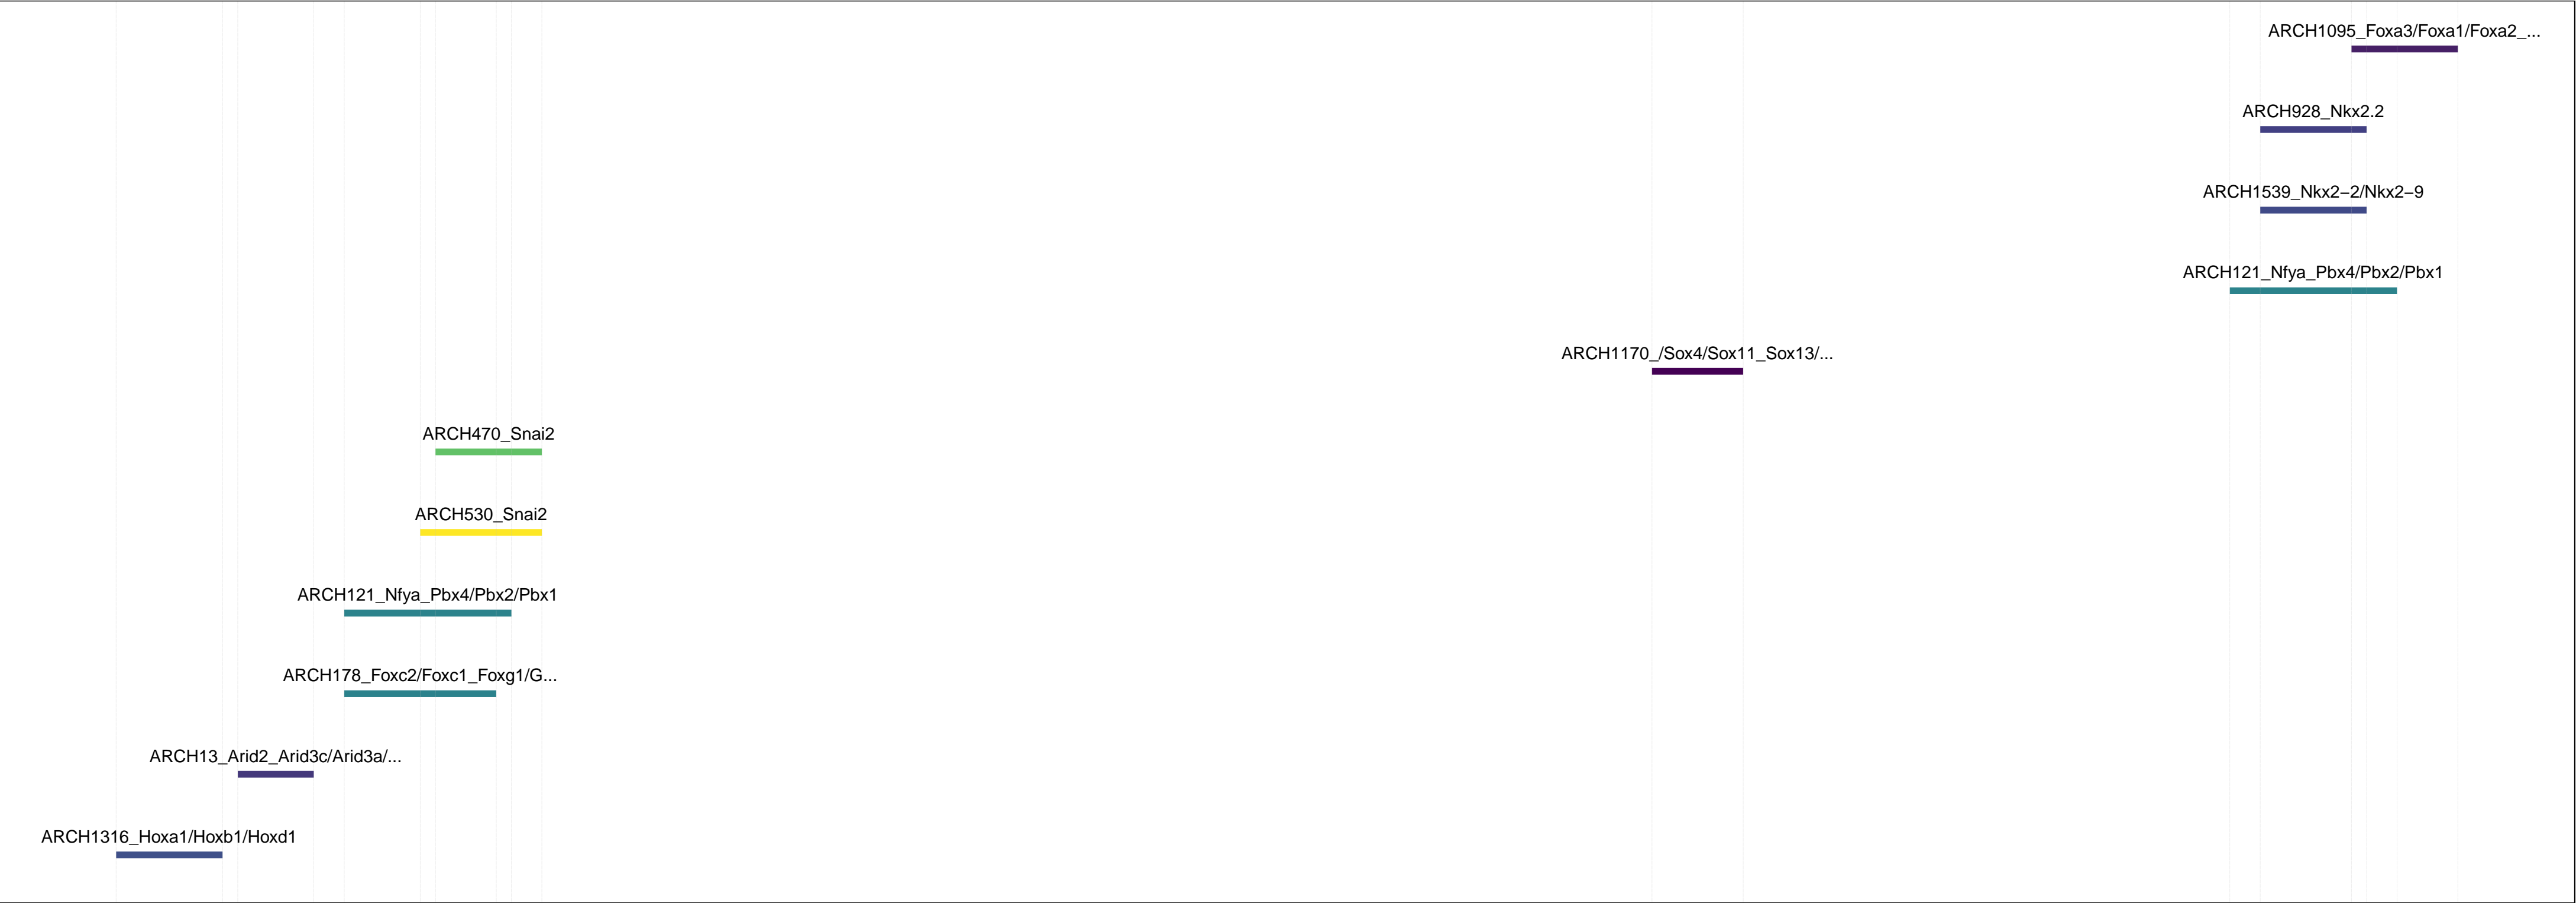 ARCH1095_Foxa3/Foxa1/Foxa2_...
ARCH928_Nkx2.2
ARCH1539_Nkx2−2/Nkx2−9
ARCH121_Nfya_Pbx4/Pbx2/Pbx1
ARCH1170_/Sox4/Sox11_Sox13/...
ARCH470_Snai2
ARCH530_Snai2
ARCH121_Nfya_Pbx4/Pbx2/Pbx1
ARCH178_Foxc2/Foxc1_Foxg1/G...
ARCH13_Arid2_Arid3c/Arid3a/...
ARCH1316_Hoxa1/Hoxb1/Hoxd1